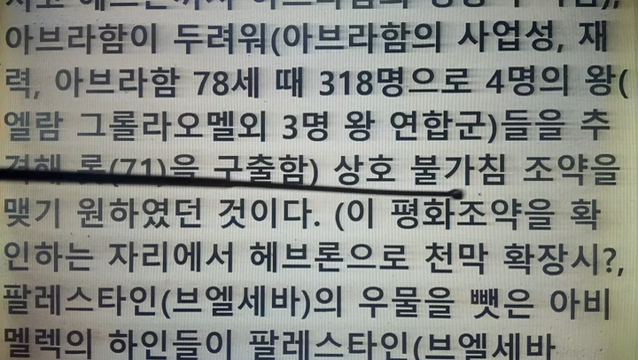 아브라함이 두려워(아브라함의 사업성, 재
력, 아브라함 78세 때 318명으로 4명의 왕(
엘람 그롤라오멜외 3명 왕 연합군)들을 추
격해 롯(71)을 구출함) 상호 불가침 조약을
맺기 원하였던 것이다. (이 평화조약을 확
인하는 자리에서 헤브론으로 천막 확장시?,
팔레스타인(브엘세바)의 우물을 뺏은 아비
멜렉의 하인들이 팔레스타인(브엘세바